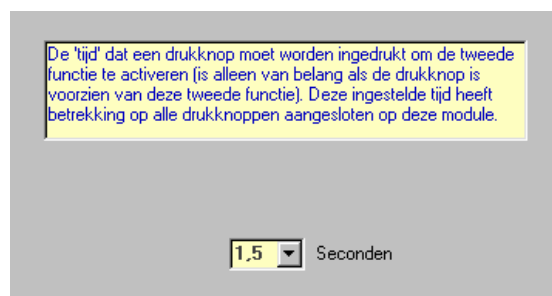 De 'tijd' dat een drukknop moet worden ingedrukt om de tweede
functie te activeren (is alleen van belang als de drukknop is
voorzien van deze tweede functie). Deze ingestelde tijd heeft
betrekking op alle drukknoppen aangesloten op deze module.
1,5 Seconden